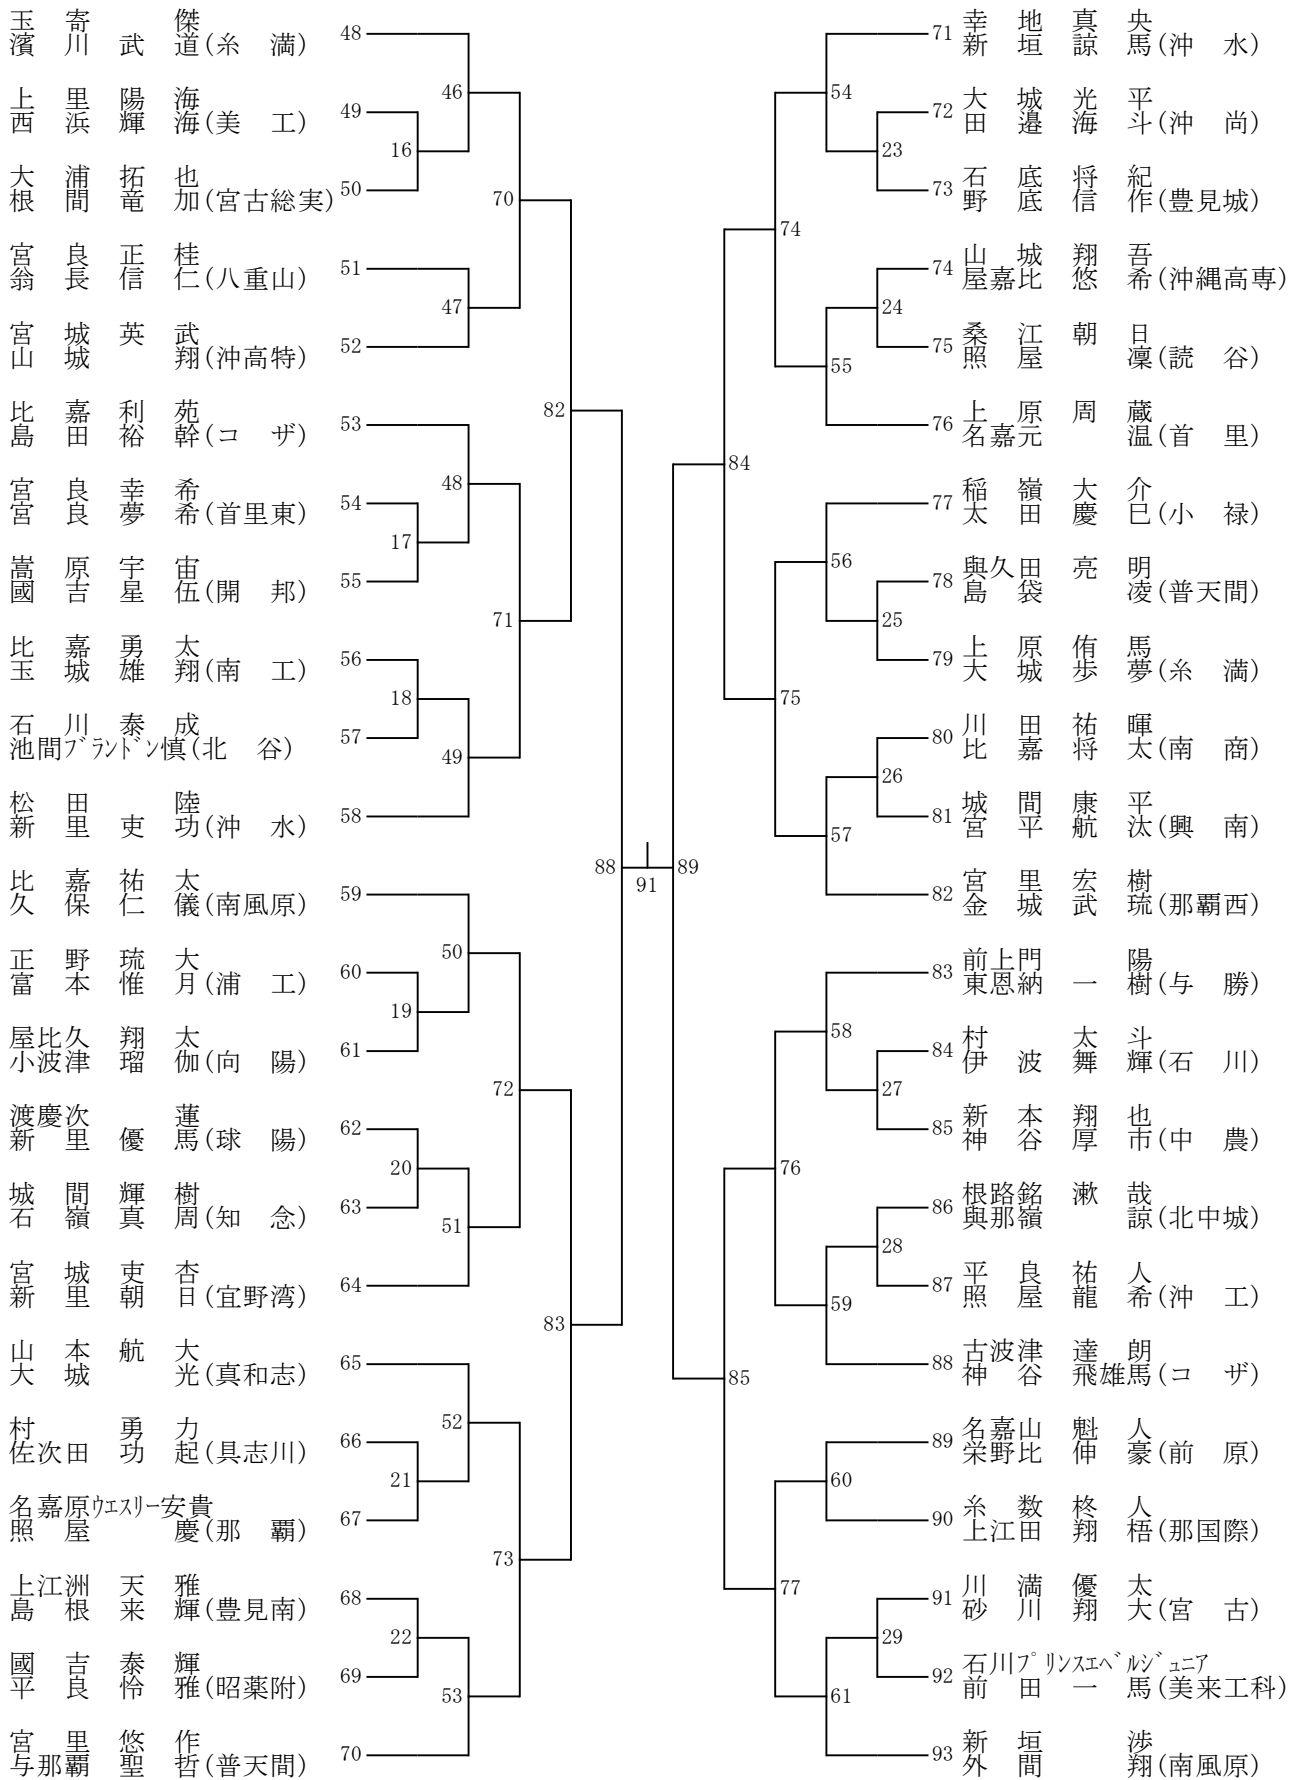 玉寄傑
濱川武道(糸満) 48
上里陽海
西浜輝海(美工) 49
大浦拓也
根間竜加(宮古総実) 50
宮良正桂
翁長信仁(八重山) 51
宮城英武
山城翔(沖高特) 52
比嘉利苑
島田裕幹(コザ) 53
宮良幸希
宮良夢希(首里東) 54
嵩原宇宙
國吉星伍(開邦) 55
比嘉勇太
玉城雄翔(南工) 56
石川泰成
池間ブランドン慎(北谷) 57
松田陸
新里吏功(沖水) 58
比嘉祐太
久保仁儀(南風原) 59
正野琉大
富本惟月(浦工) 60
屋比久翔太
小波津瑠伽(向陽) 61
渡慶次蓮
新里優馬(球陽) 62
城間輝樹
石嶺真周(知念) 63
宮城吏杏
新里朝日(宜野湾) 64
山本航大
大城光(真和志) 65
村勇力
佐次田功起(具志川) 66
名嘉原ウエスリー安貴
照屋慶(那覇) 67
上江洲天雅
島根来輝(豊見南) 68
國吉泰輝
平良怜雅(昭薬附) 69
宮里悠作
与那覇聖哲(普天間) 70
16
17
18
19
20
21
22
46
47
48
49
50
51
52
53
70
71
72
73
82
83
88
91
89
84
85
74
75
76
77
54
55
56
57
58
59
60
61
23
24
25
26
27
28
29
71 幸地真央
新垣諒馬(沖水)
72 大城光平
田邉海斗(沖尚)
73 石底将紀
野底信作(豊見城)
74 山城翔吾
屋嘉比悠希(沖縄高専)
75 桑江朝日
照屋凜(読谷)
76 上原周蔵
名嘉元温(首里)
77 稲嶺大介
太田慶巳(小禄)
78 與久田亮明
島袋凌(普天間)
79 上原侑馬
大城歩夢(糸満)
80 川田祐暉
比嘉将太(南商)
81 城間康平
宮平航汰(興南)
82 宮里宏樹
金城武琉(那覇西)
83 前上門陽
東恩納一樹(与勝)
84 村太斗
伊波舞輝(石川)
85 新本翔也
神谷厚市(中農)
86 根路銘漱哉
與那嶺諒(北中城)
87 平良祐人
照屋龍希(沖工)
88 古波津達朗
神谷飛雄馬(コザ)
89 名嘉山魁人
栄野比伸豪(前原)
90 糸数柊人
上江田翔梧(那国際)
91 川満優太
砂川翔大(宮古)
92 石川プリンスエベルジュニア
前田一馬(美来工科)
93 新垣渉
外間翔(南風原)